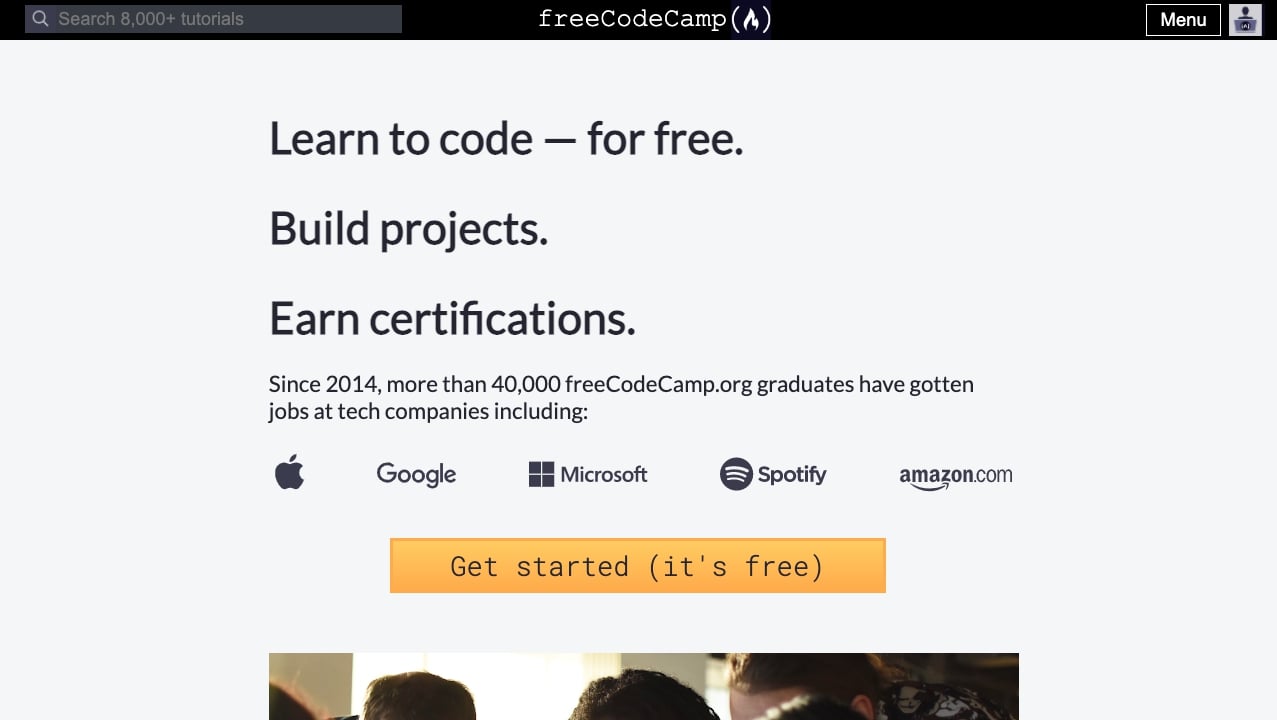 Search 8,000+ tutorials
freeCodeCamp(🔥)
Menu
Learn to code — for free.
Build projects.
Earn certifications.
Since 2014, more than 40,000 freeCodeCamp.org graduates have gotten
jobs at tech companies including:
Google
Microsoft
Spotify
amazon.com
Get started (it's free)